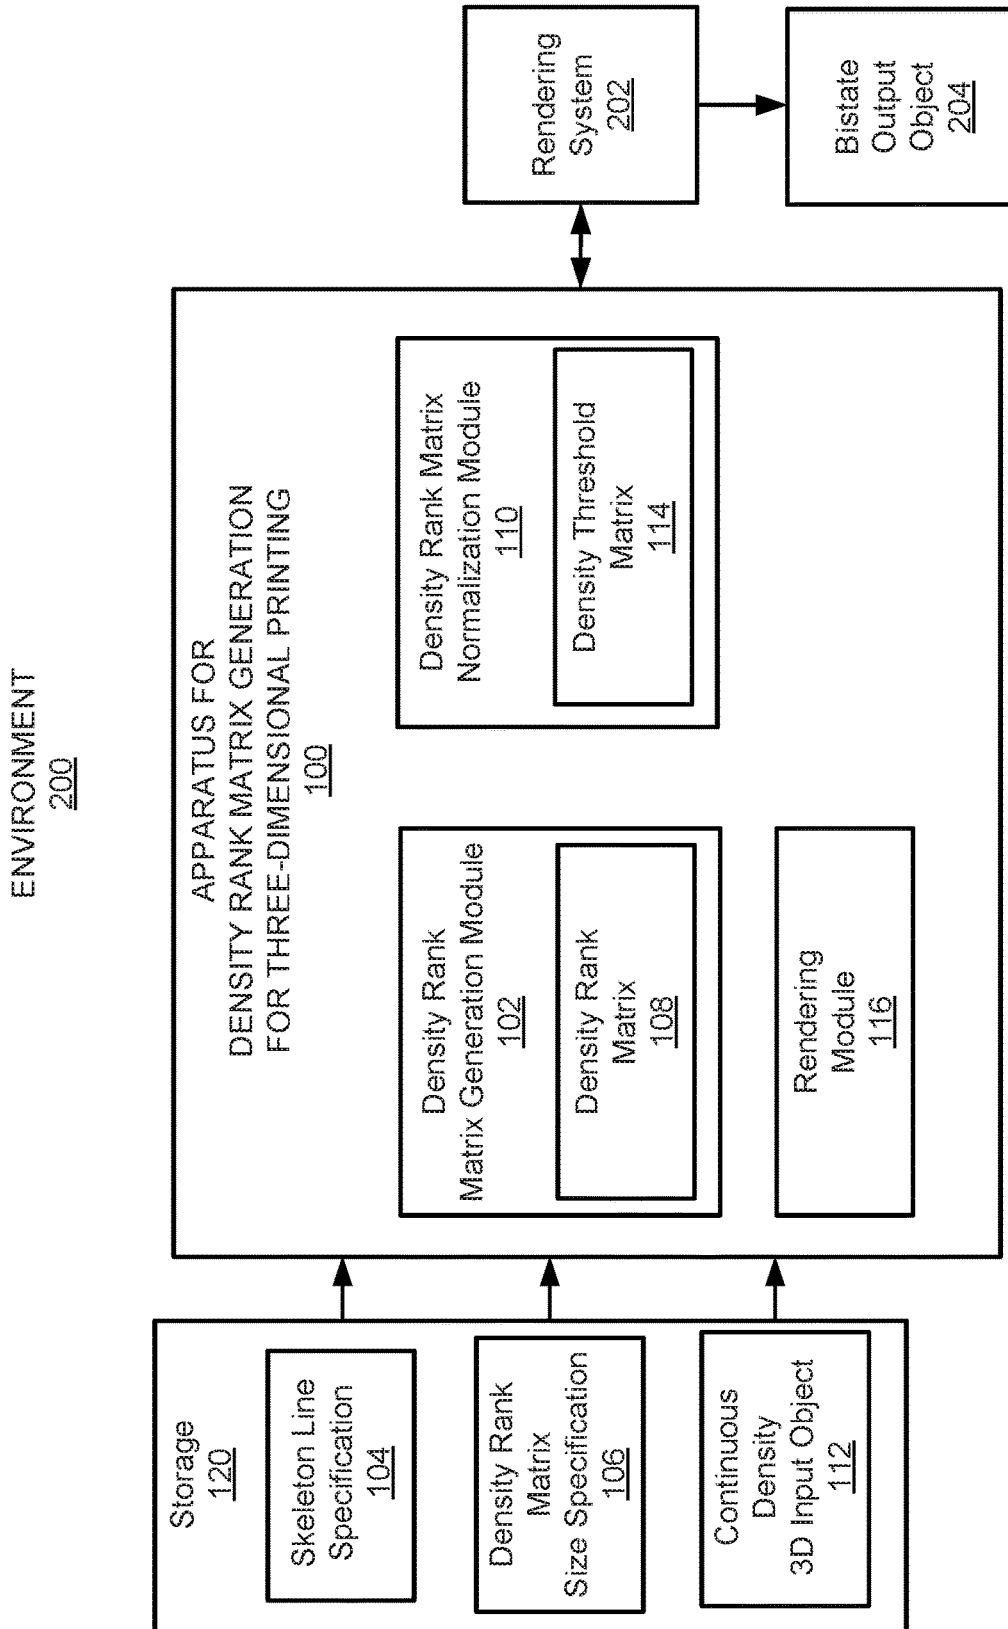 ENVIRONMENT
200
Storage
120
Skeleton Line
Specification
104
Density Rank
Matrix
Size Specification
106
Continuous
Density
3D Input Object
112
APPARATUS FOR
DENSITY RANK MATRIX GENERATION
FOR THREE-DIMENSIONAL PRINTING
100
Density Rank
Matrix Generation Module
102
Density Rank
Matrix
108
Rendering
Module
116
Density Rank Matrix
Normalization Module
110
Density Threshold
Matrix
114
Rendering
System
202
Bistate
Output
Object
204